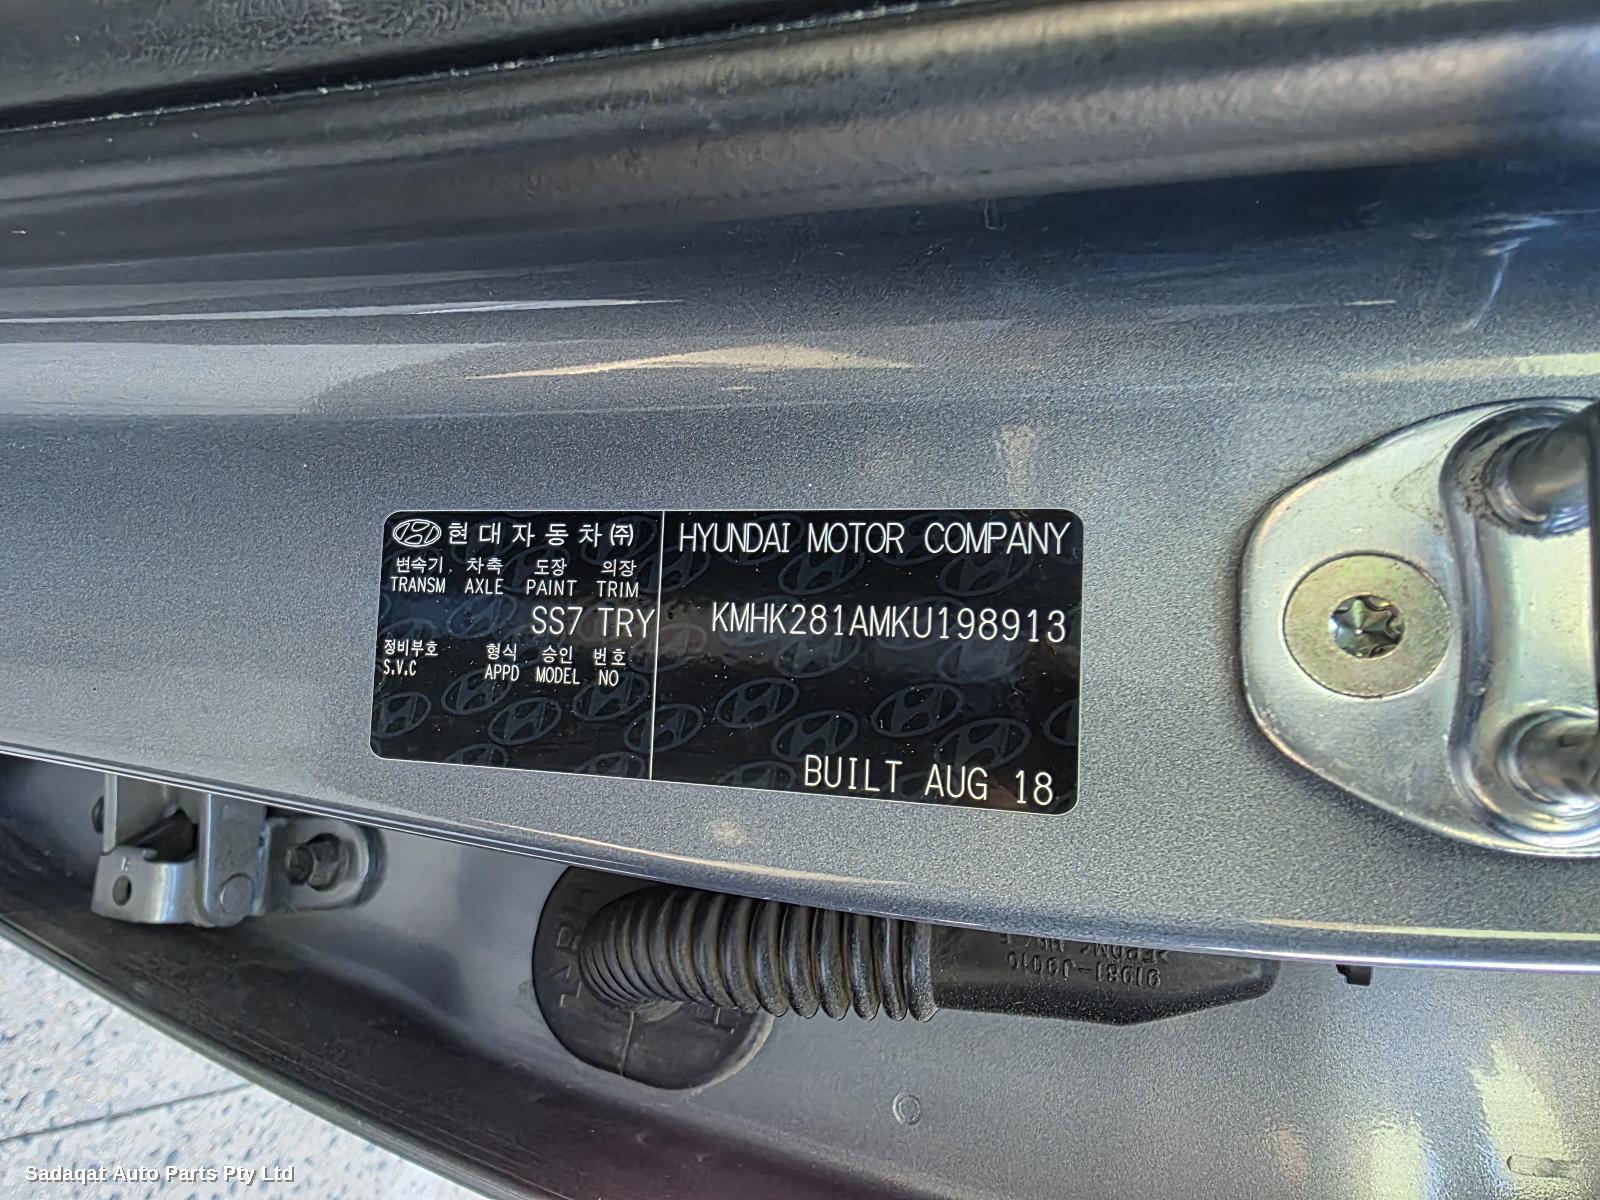 현대자동차(주)
변속기 차축 도장 의장
TRANSM AXLE PAINT TRIM
SS7 TRY
정비부호 형식 승인 번호
S.V.C APPD MODEL NO
HYUNDAI MOTOR COMPANY
KMHK281AMKU198913
BUILT AUG 18
91981-J9010
Sadaqat Auto Parts Pty Ltd